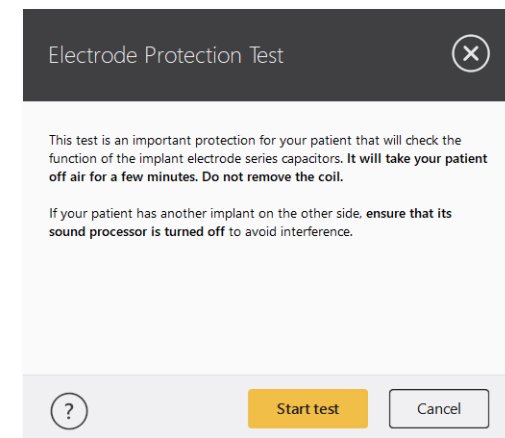 Electrode Protection Test
This test is an important protection for your patient that will check the
function of the implant electrode series capacitors. It will take your patient
off air for a few minutes. Do not remove the coil.
If your patient has another implant on the other side, ensure that its
sound processor is turned off to avoid interference.
?
Start test
Cancel